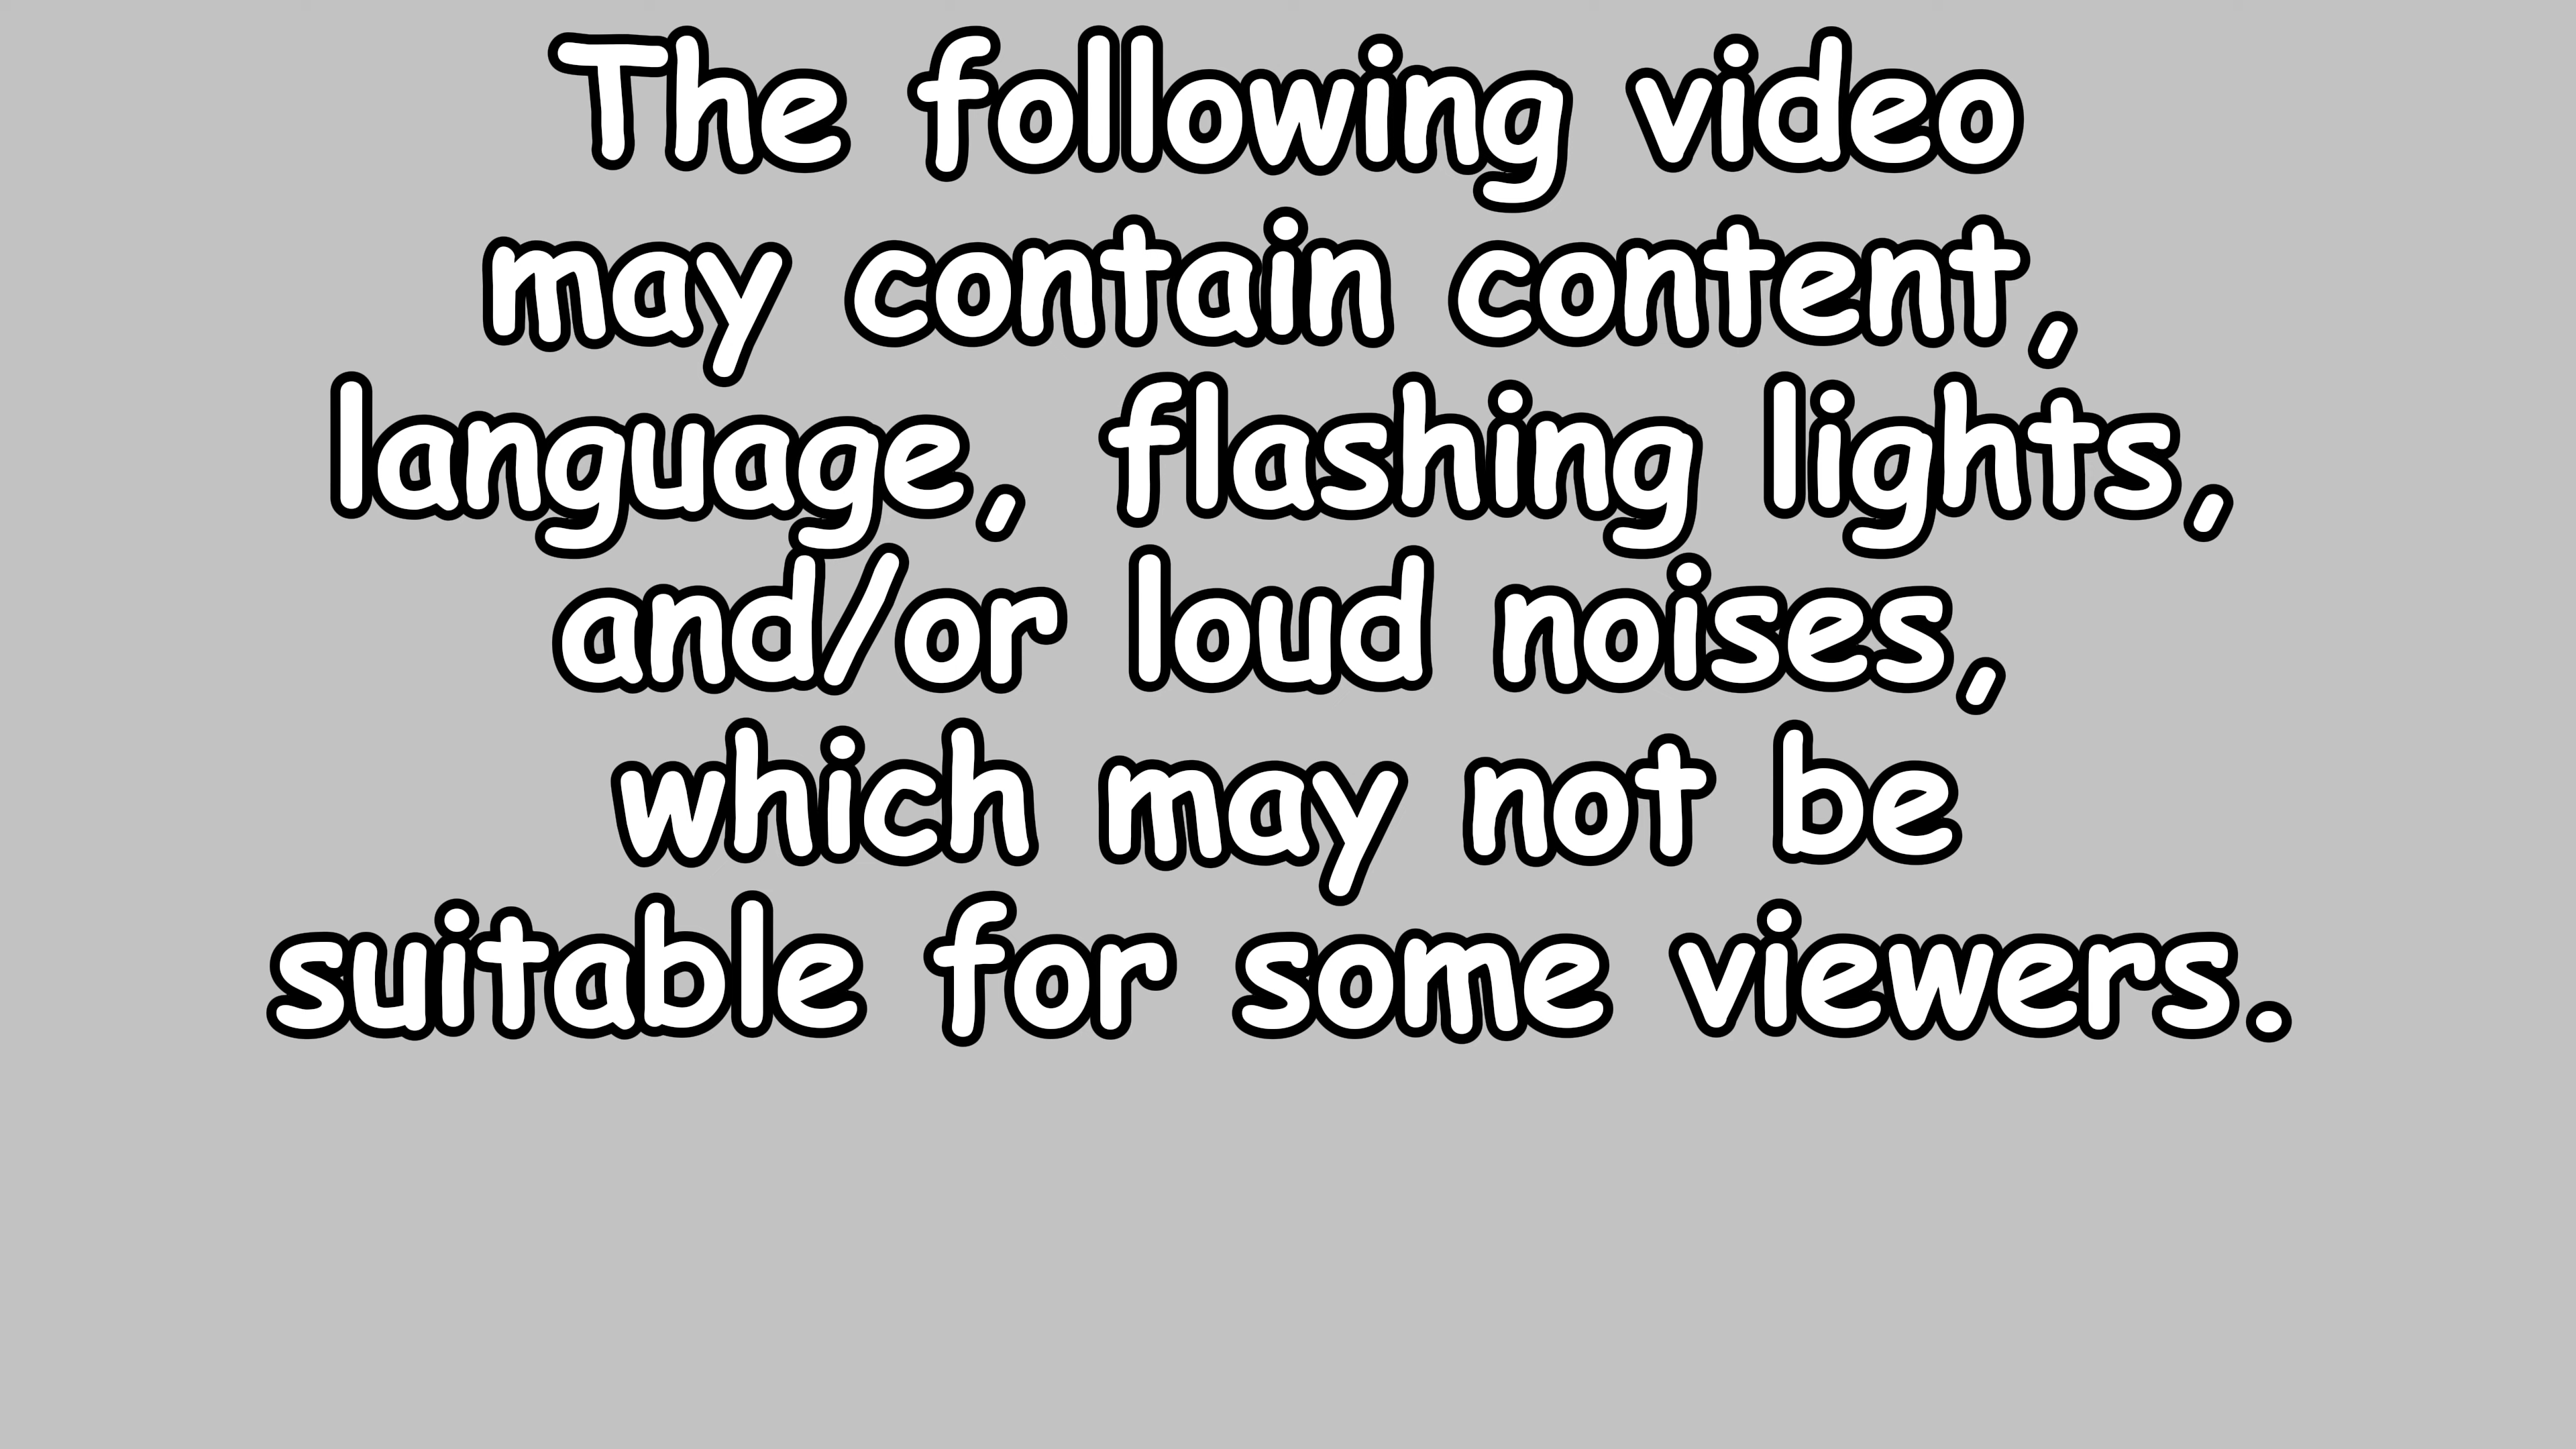 The following video
may contain content,
language, flashing lights,
and/or loud noises,
which may not be
suitable for some viewers.